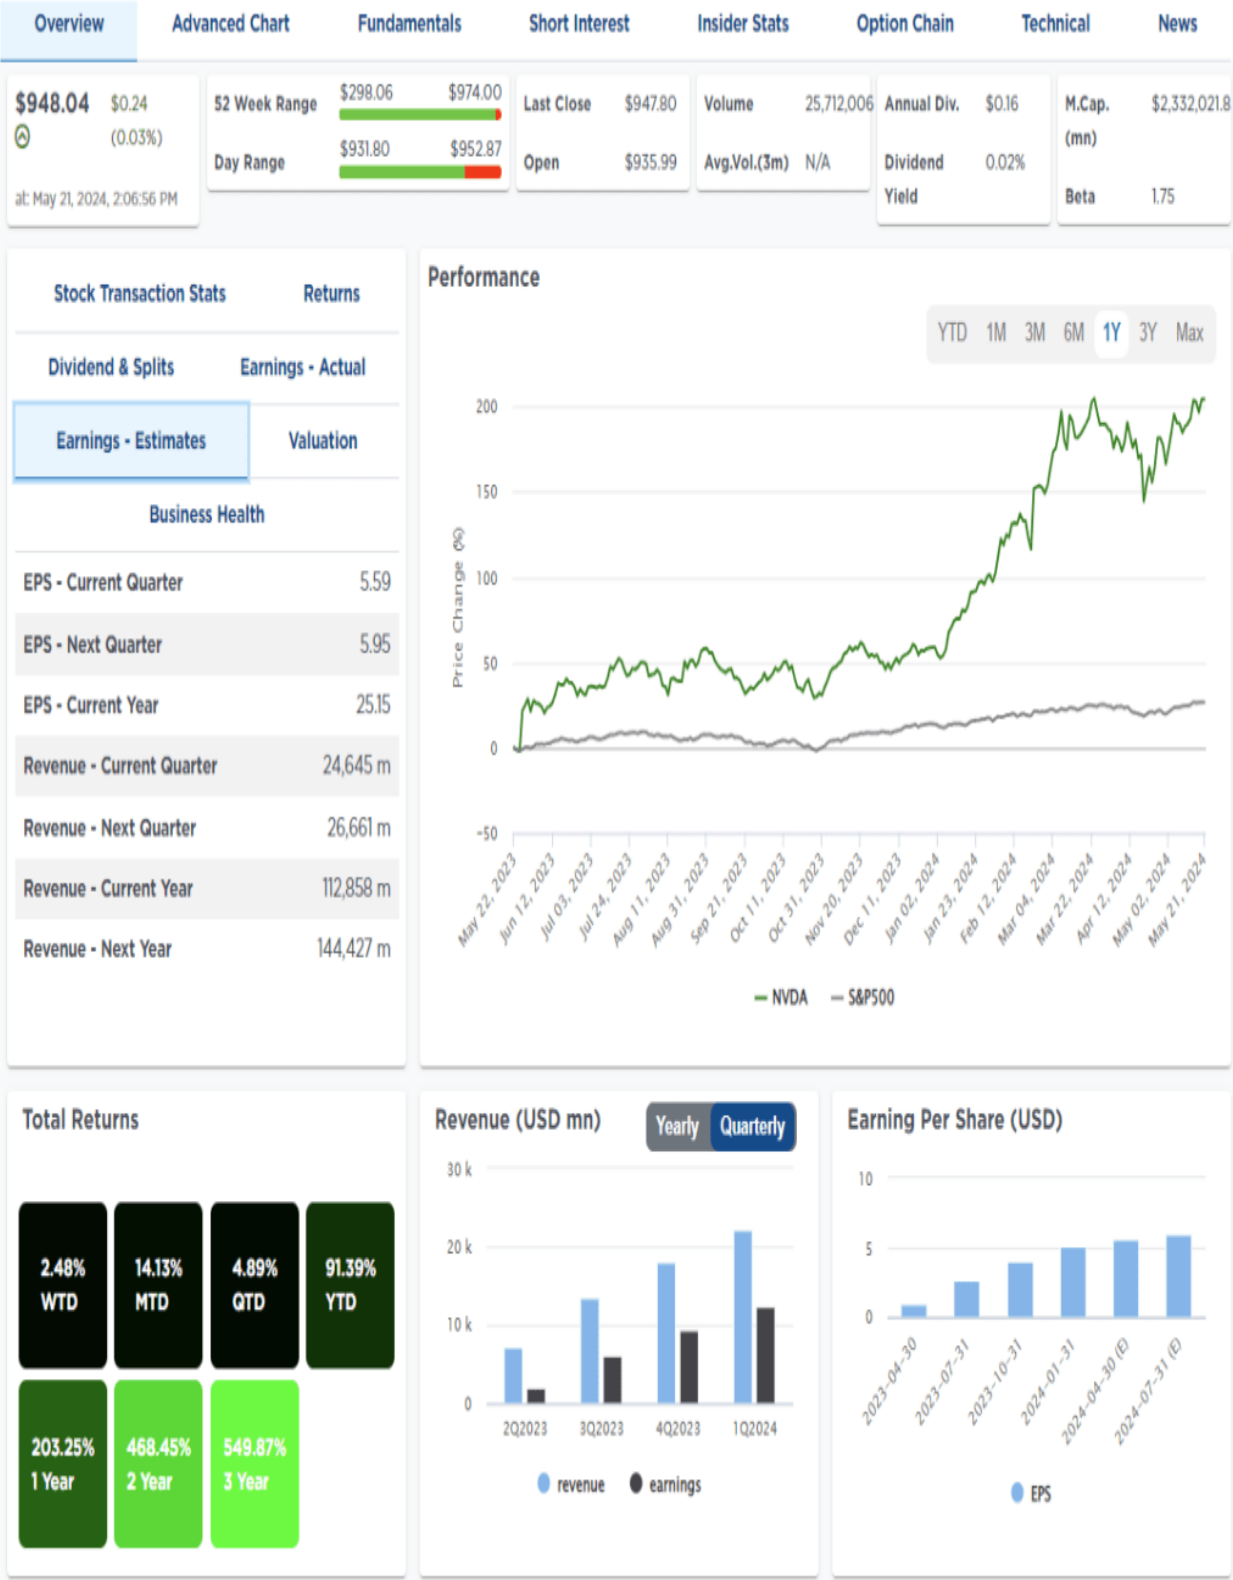 Overview Advanced Chart Fundamentals Short Interest Insider Stats Option Chain Technical News
$948.04 $0.24
(0.03%)
at: May 21, 2024, 2:06:56 PM
52 Week Range $298.06 $974.00
Day Range $931.80 $952.87
Last Close $947.80
Open $935.99
Volume 25,712,006
Avg.Vol.(3m) N/A
Annual Div. $0.16
Dividend 0.02%
Yield
M.Cap. $2,332,021.8
(mn)
Beta 1.75
Stock Transaction Stats Returns
Dividend & Splits Earnings - Actual
Earnings - Estimates Valuation
Business Health
EPS - Current Quarter 5.59
EPS - Next Quarter 5.95
EPS - Current Year 25.15
Revenue - Current Quarter 24,645 m
Revenue - Next Quarter 26,661 m
Revenue - Current Year 112,858 m
Revenue - Next Year 144,427 m
Performance
YTD 1M 3M 6M 1Y 3Y Max
Price Change (%)
200
150
100
50
0
-50
May 22, 2023
Jun 12, 2023
Jul 03, 2023
Jul 24, 2023
Aug 11, 2023
Aug 31, 2023
Sep 21, 2023
Oct 11, 2023
Oct 31, 2023
Nov 20, 2023
Dec 11, 2023
Jan 02, 2024
Jan 23, 2024
Feb 12, 2024
Mar 04, 2024
Mar 22, 2024
Apr 12, 2024
May 02, 2024
May 21, 2024
NVDA S&P500
Total Returns
2.48% WTD
14.13% MTD
4.89% QTD
91.39% YTD
203.25% 1 Year
468.45% 2 Year
549.87% 3 Year
Revenue (USD mn) Yearly Quarterly
30 k
20 k
10 k
0
2Q2023 3Q2023 4Q2023 1Q2024
revenue earnings
Earning Per Share (USD)
10
5
0
2023-04-30
2023-07-31
2023-10-31
2024-01-31
2024-04-30 (E)
2024-07-31 (E)
EPS